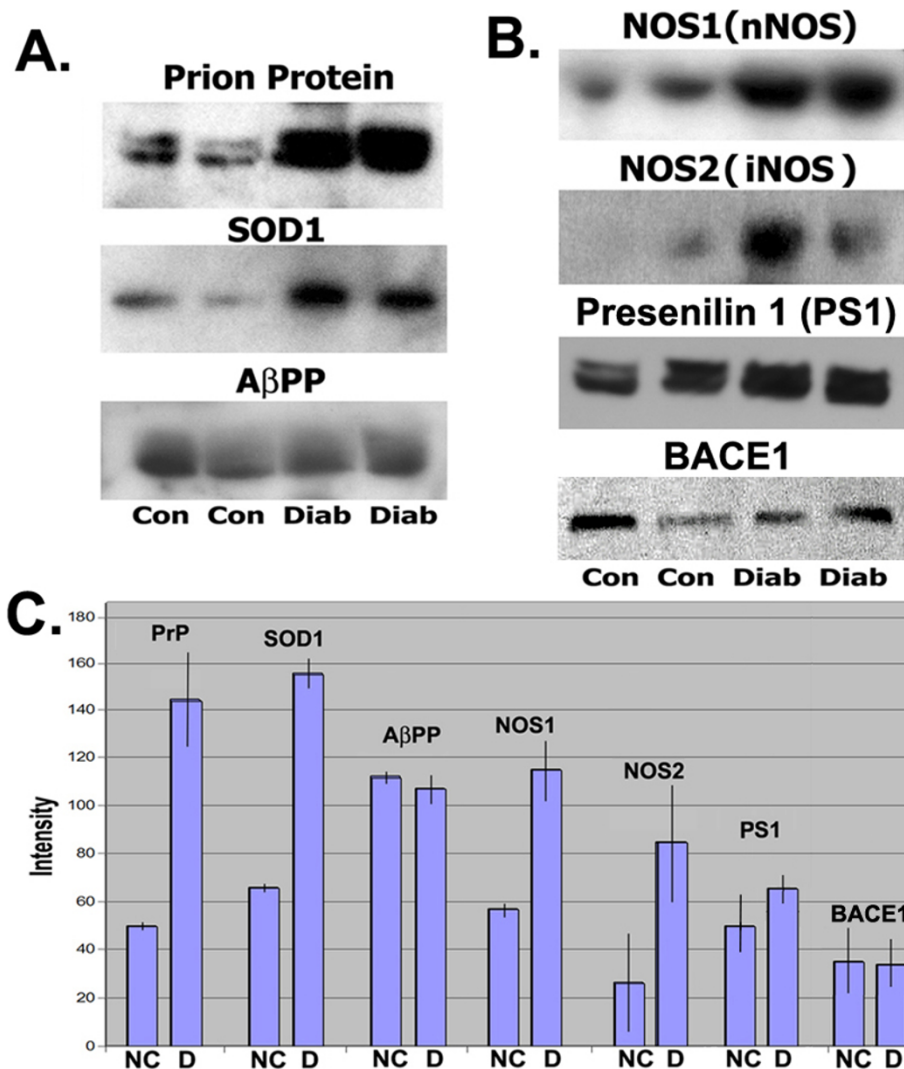 A.
Prion Protein
SOD1
AβPP
Con Con Diab Diab
B.
NOS1(nNOS)
NOS2(iNOS)
Presenilin 1 (PS1)
BACE1
Con Con Diab Diab
C.
Intensity
180
160
140
120
100
80
60
40
20
0
PrP
SOD1
AβPP
NOS1
NOS2
PS1
BACE1
NC D NC D NC D NC D NC D NC D NC D